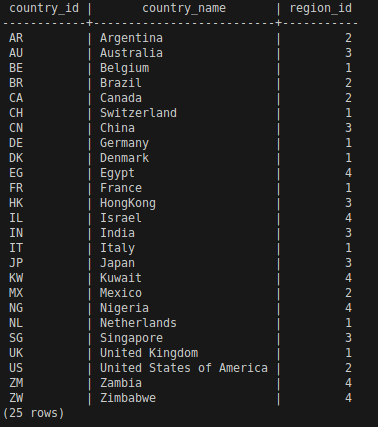 country_id |       country_name       | region_id
------------+--------------------------+-----------
 AR         | Argentina                |         2
 AU         | Australia                |         3
 BE         | Belgium                  |         1
 BR         | Brazil                   |         2
 CA         | Canada                   |         2
 CH         | Switzerland              |         1
 CN         | China                    |         3
 DE         | Germany                  |         1
 DK         | Denmark                  |         1
 EG         | Egypt                    |         4
 FR         | France                   |         1
 HK         | HongKong                 |         3
 IL         | Israel                   |         4
 IN         | India                    |         3
 IT         | Italy                    |         1
 JP         | Japan                    |         3
 KW         | Kuwait                   |         4
 MX         | Mexico                   |         2
 NG         | Nigeria                  |         4
 NL         | Netherlands              |         1
 SG         | Singapore                |         3
 UK         | United Kingdom           |         1
 US         | United States of America |         2
 ZM         | Zambia                   |         4
 ZW         | Zimbabwe                 |         4
(25 rows)